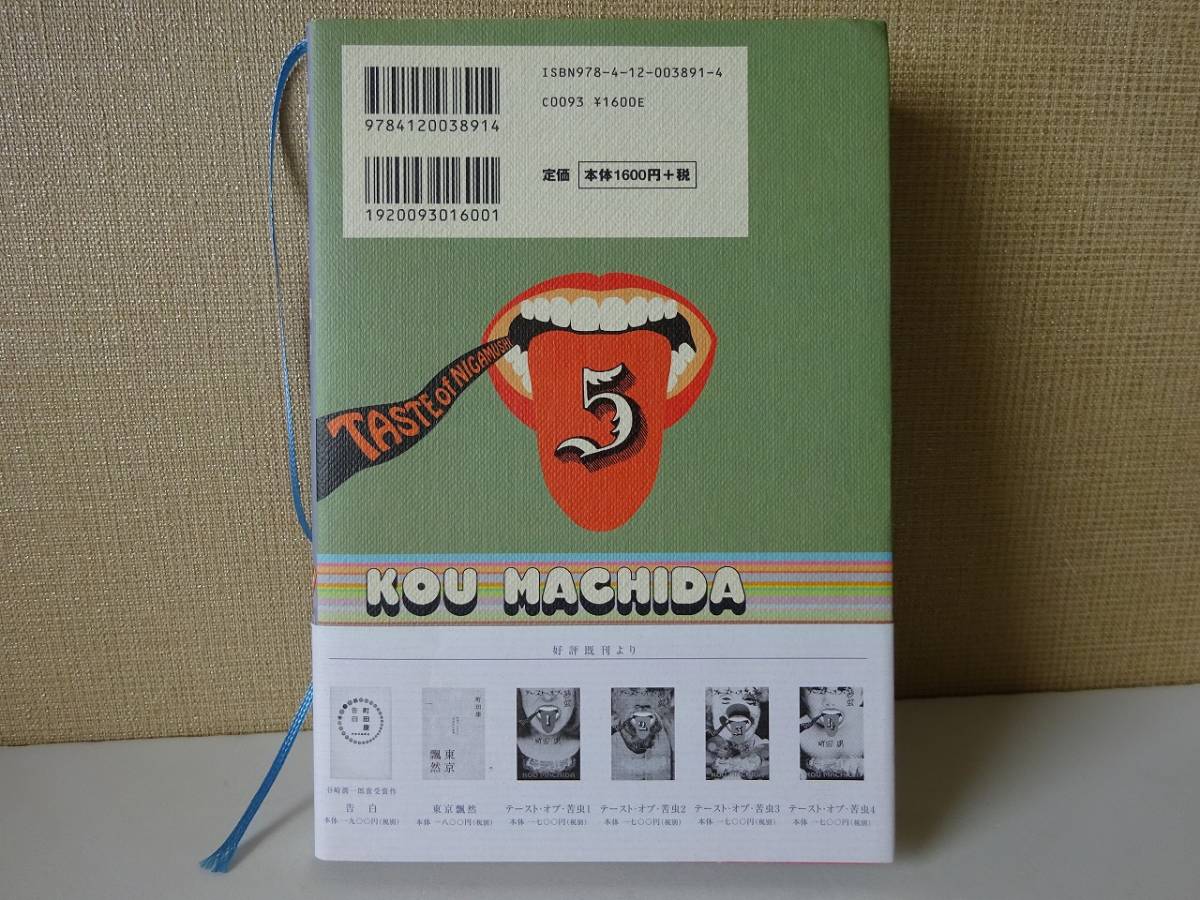 ISBN978-4-12-003891-4
C0093 ¥1600E
9784120038914
定価 本体1600円+税
1920093016001
TASTE of NIGAMUSHI
5
KOU MACHIDA
好評既刊より
谷崎潤一郎賞受賞作
告白
本体 一九〇〇円(税別)
東京飄然
本体 一八〇〇円(税別)
テースト・オブ・苦虫1
本体 一七〇〇円(税別)
テースト・オブ・苦虫2
本体 一七〇〇円(税別)
テースト・オブ・苦虫3
本体 一七〇〇円(税別)
テースト・オブ・苦虫4
本体 一七〇〇円(税別)